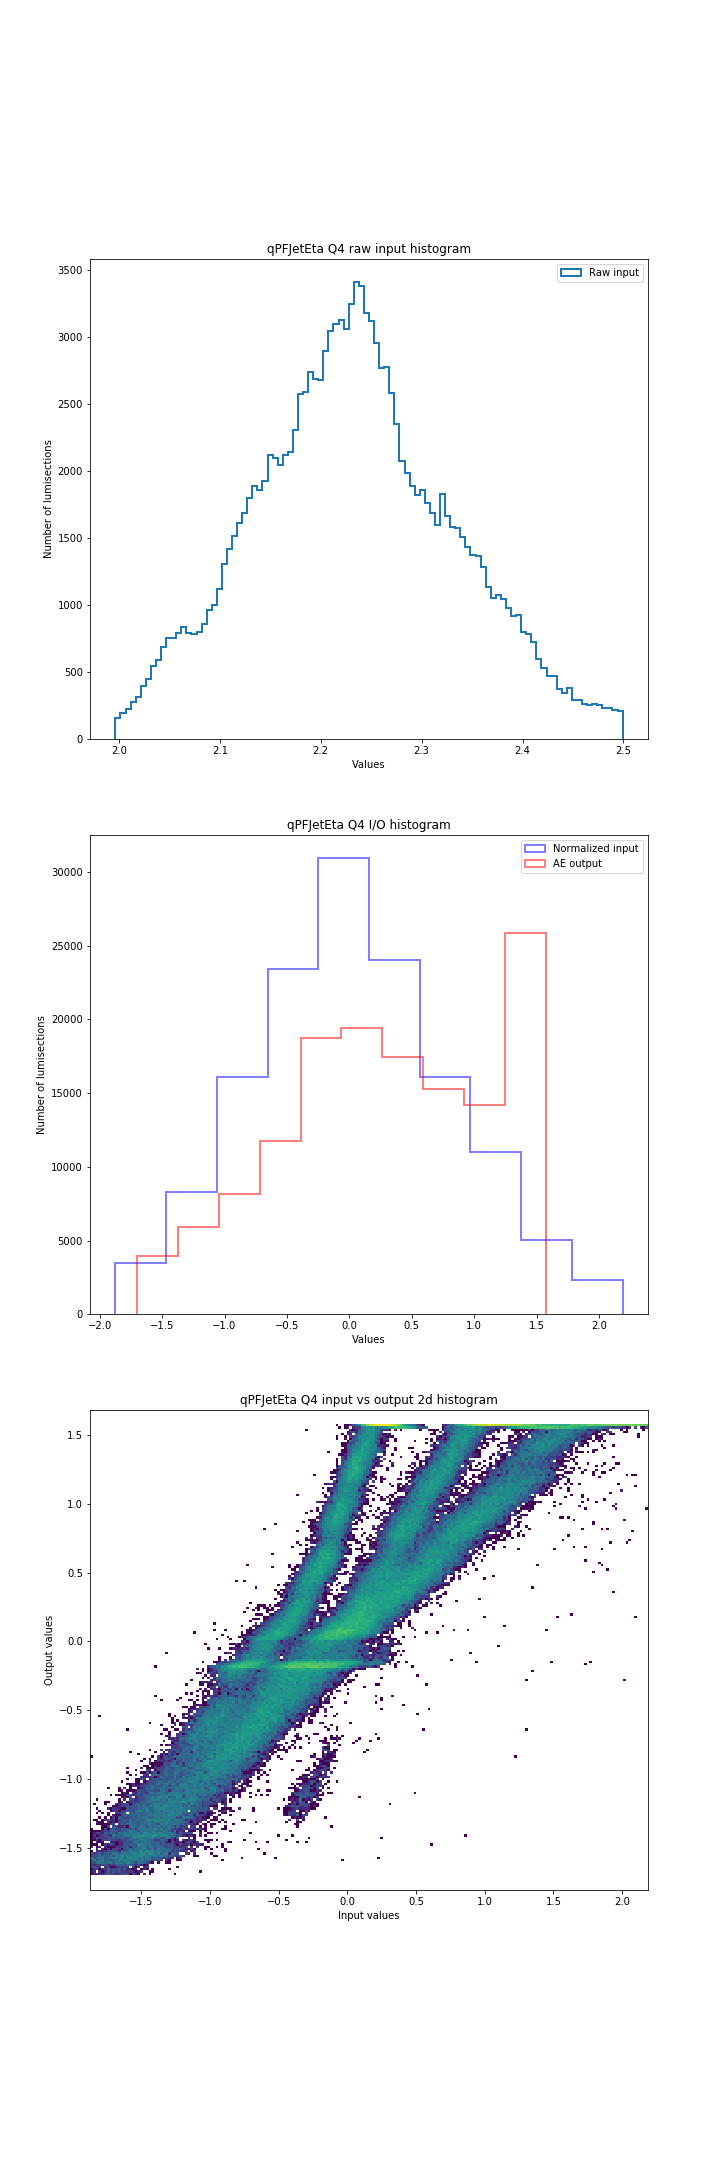 qPFJetEta Q4 raw input histogram
Raw input
3500
3000
2500
2000
1500
1000
500
0
Number of lumisections
2.0 2.1 2.2 2.3 2.4 2.5
Values
qPFJetEta Q4 I/O histogram
Normalized input
AE output
30000
25000
20000
15000
10000
5000
0
Number of lumisections
−2.0 −1.5 −1.0 −0.5 0.0 0.5 1.0 1.5 2.0
Values
qPFJetEta Q4 input vs output 2d histogram
1.5
1.0
0.5
0.0
−0.5
−1.0
−1.5
Output values
−1.5 −1.0 −0.5 0.0 0.5 1.0 1.5 2.0
Input values